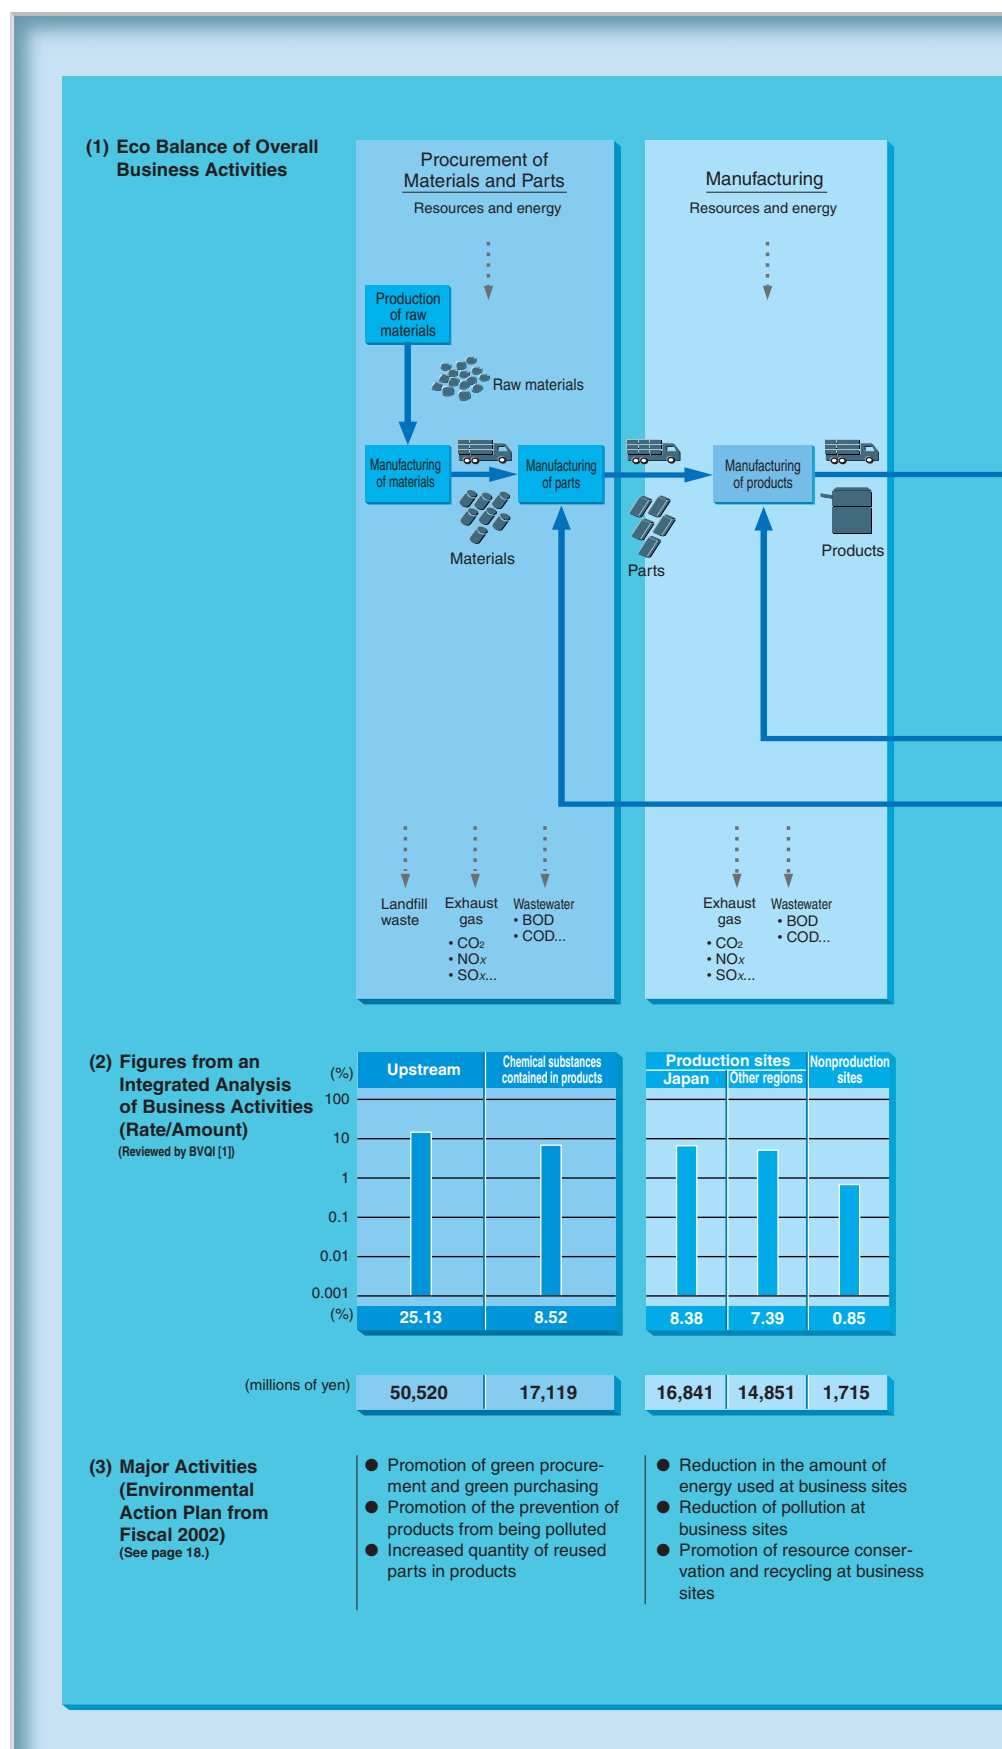 (1) Eco Balance of Overall
Business Activities
Procurement of
Materials and Parts
Resources and energy
Manufacturing
Resources and energy
Production
of raw
materials
Raw materials
Manufacturing
of materials
Manufacturing
of parts
Manufacturing
of products
Materials
Parts
Products
Landfill
waste
Exhaust
gas
• CO2
• NOx
• SOx...
Wastewater
• BOD
• COD...
Exhaust
gas
• CO2
• NOx
• SOx...
Wastewater
• BOD
• COD...
(2) Figures from an
Integrated Analysis
of Business Activities
(Rate/Amount)
(Reviewed by BVQI [1])
(%)
100
10
1
0.1
0.01
0.001
(%)
Upstream
Chemical substances
contained in products
Production sites
Japan
Other regions
Nonproduction
sites
25.13
8.52
8.38
7.39
0.85
(millions of yen)
50,520
17,119
16,841
14,851
1,715
(3) Major Activities
(Environmental
Action Plan from
Fiscal 2002)
(See page 18.)
● Promotion of green procure-
ment and green purchasing
● Promotion of the prevention of
products from being polluted
● Increased quantity of reused
parts in products
● Reduction in the amount of
energy used at business sites
● Reduction of pollution at
business sites
● Promotion of resource conser-
vation and recycling at business
sites